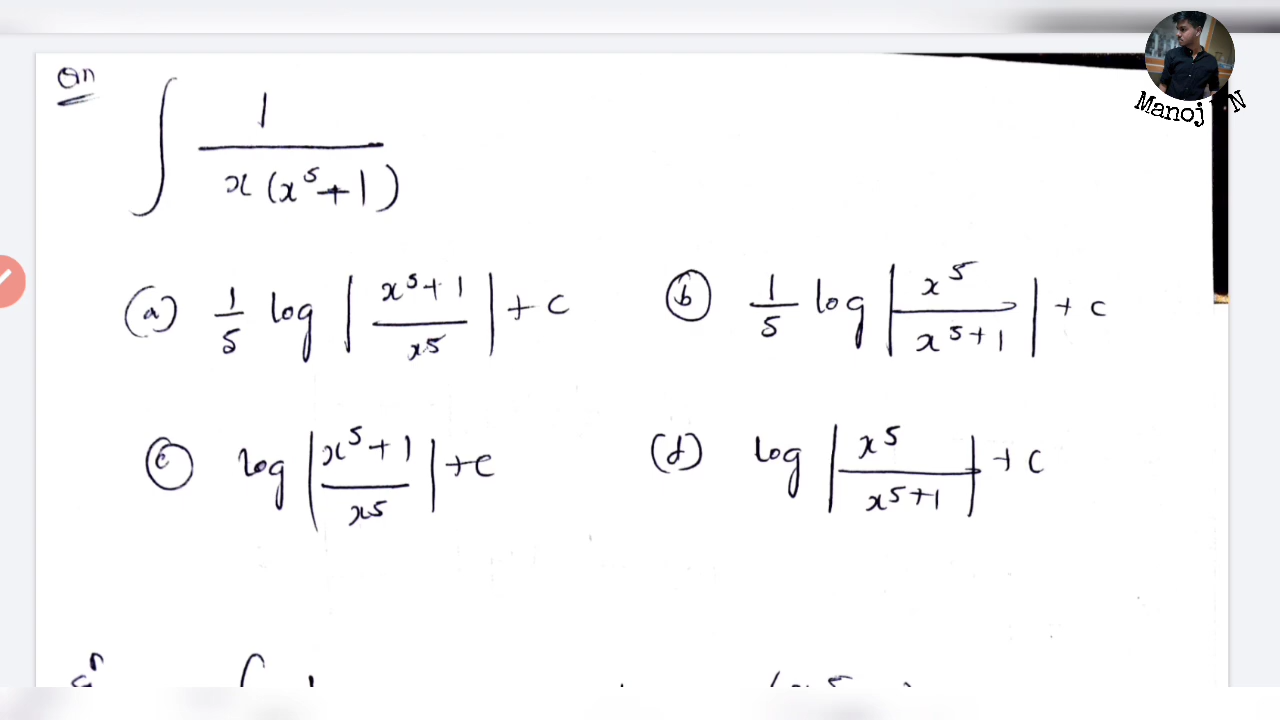 Qn
∫ 1 / x(x⁵+1)
(a) 1/5 log |x⁵+1 / x⁵| + c
(b) 1/5 log |x⁵ / x⁵+1| + c
(c) log |x⁵+1 / x⁵| + c
(d) log |x⁵ / x⁵+1| + c